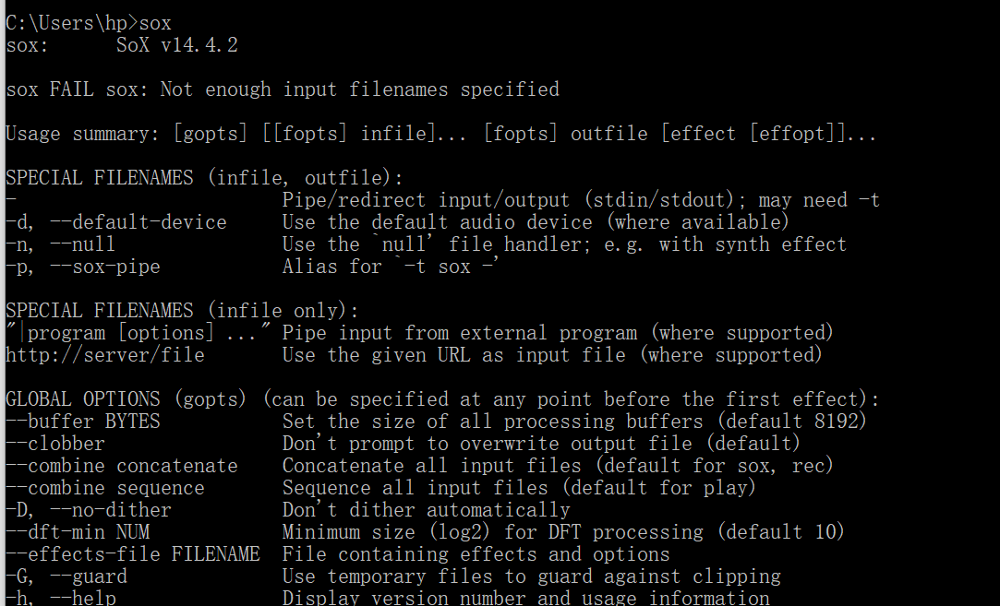 C:\Users\hp>sox
sox:      SoX v14.4.2
sox FAIL sox: Not enough input filenames specified
Usage summary: [gopts] [[fopts] infile]... [fopts] outfile [effect [effopt]]...
SPECIAL FILENAMES (infile, outfile):
-                        Pipe/redirect input/output (stdin/stdout); may need -t
-d, --default-device     Use the default audio device (where available)
-n, --null               Use the `null' file handler; e.g. with synth effect
-p, --sox-pipe           Alias for `-t sox -'
SPECIAL FILENAMES (infile only):
"|program [options] ..." Pipe input from external program (where supported)
http://server/file       Use the given URL as input file (where supported)
GLOBAL OPTIONS (gopts) (can be specified at any point before the first effect):
--buffer BYTES           Set the size of all processing buffers (default 8192)
--clobber                Don't prompt to overwrite output file (default)
--combine concatenate    Concatenate all input files (default for sox, rec)
--combine sequence       Sequence all input files (default for play)
-D, --no-dither          Don't dither automatically
--dft-min NUM            Minimum size (log2) for DFT processing (default 10)
--effects-file FILENAME  File containing effects and options
-G, --guard              Use temporary files to guard against clipping
-h, --help               Display version number and usage information